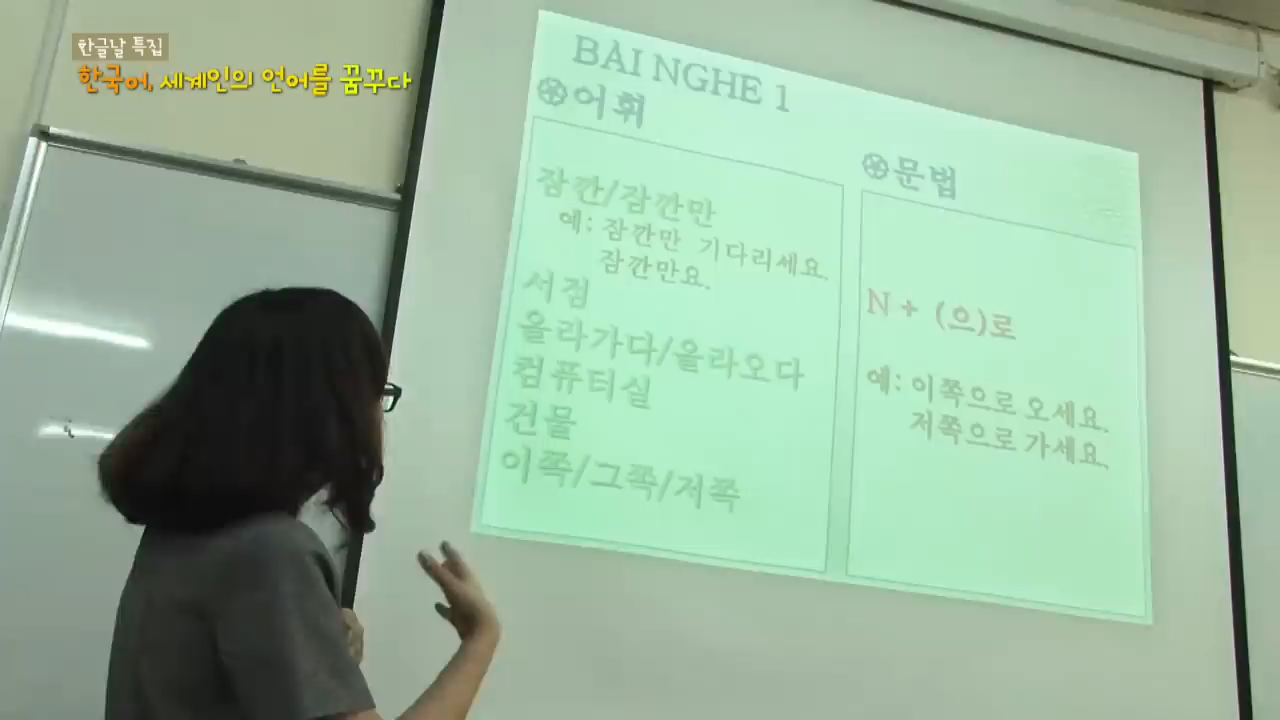 한글날 특집
한국어, 세계인의 언어를 꿈꾸다
BÀI NGHE 1
어휘
잠깐/잠깐만
예: 잠깐만 기다리세요.
잠깐만요.
서점
올라가다/올라오다
컴퓨터실
건물
이쪽/그쪽/저쪽
문법
N + (으)로
예: 이쪽으로 오세요.
저쪽으로 가세요.